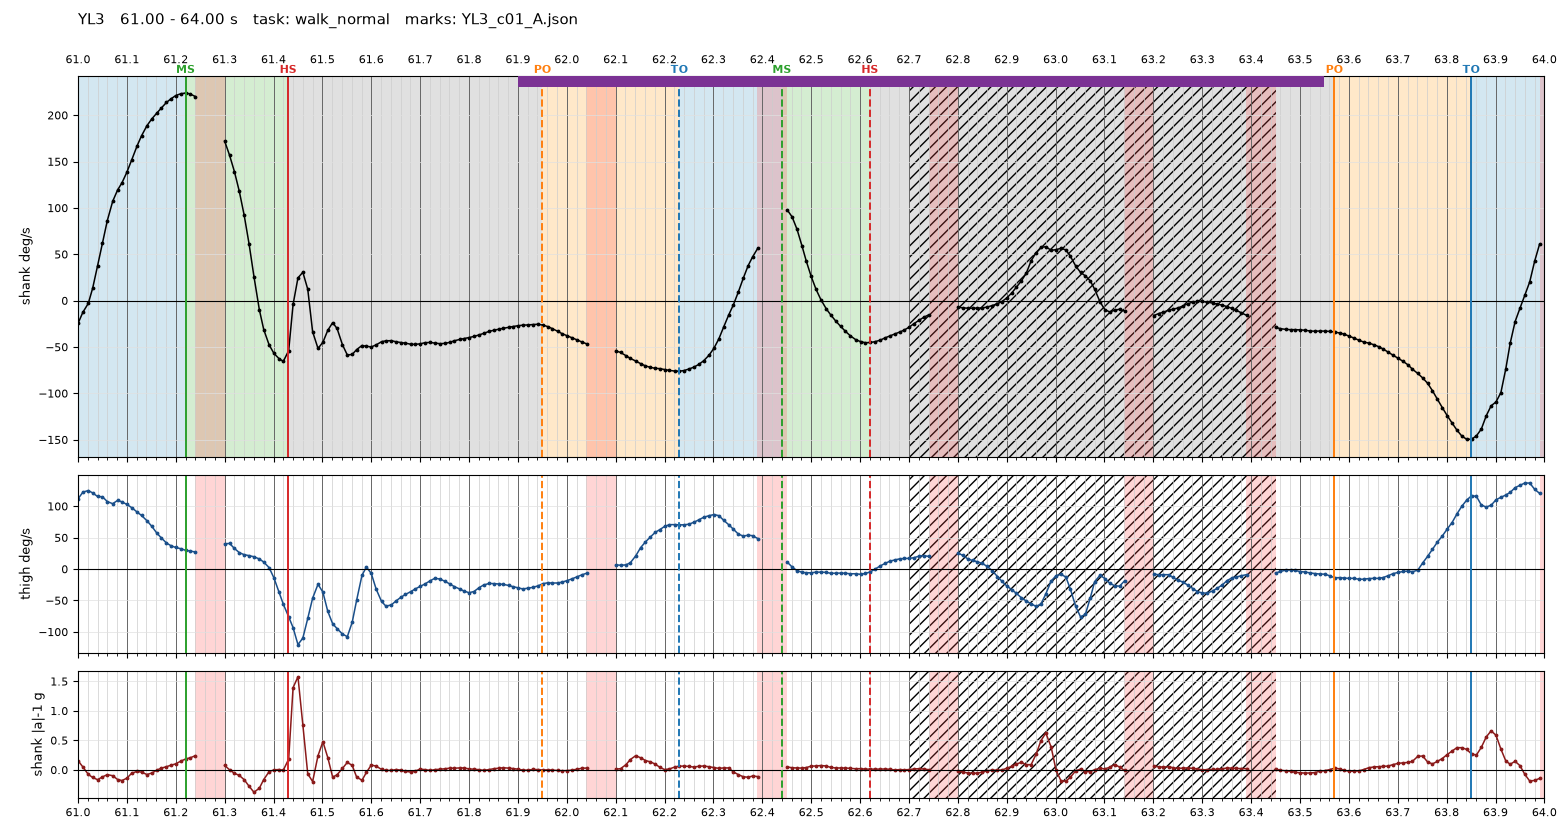 YL3   61.00 - 64.00 s   task: walk_normal   marks: YL3_c01_A.json
61.0 61.1 61.2 61.3 61.4 61.5 61.6 61.7 61.8 61.9 62.0 62.1 62.2 62.3 62.4 62.5 62.6 62.7 62.8 62.9 63.0 63.1 63.2 63.3 63.4 63.5 63.6 63.7 63.8 63.9 64.0
MS HS PO TO MS HS PO TO
shank deg/s
200
150
100
50
0
−50
−100
−150
thigh deg/s
100
50
0
−50
−100
shank |a|-1 g
1.5
1.0
0.5
0.0
61.0 61.1 61.2 61.3 61.4 61.5 61.6 61.7 61.8 61.9 62.0 62.1 62.2 62.3 62.4 62.5 62.6 62.7 62.8 62.9 63.0 63.1 63.2 63.3 63.4 63.5 63.6 63.7 63.8 63.9 64.0